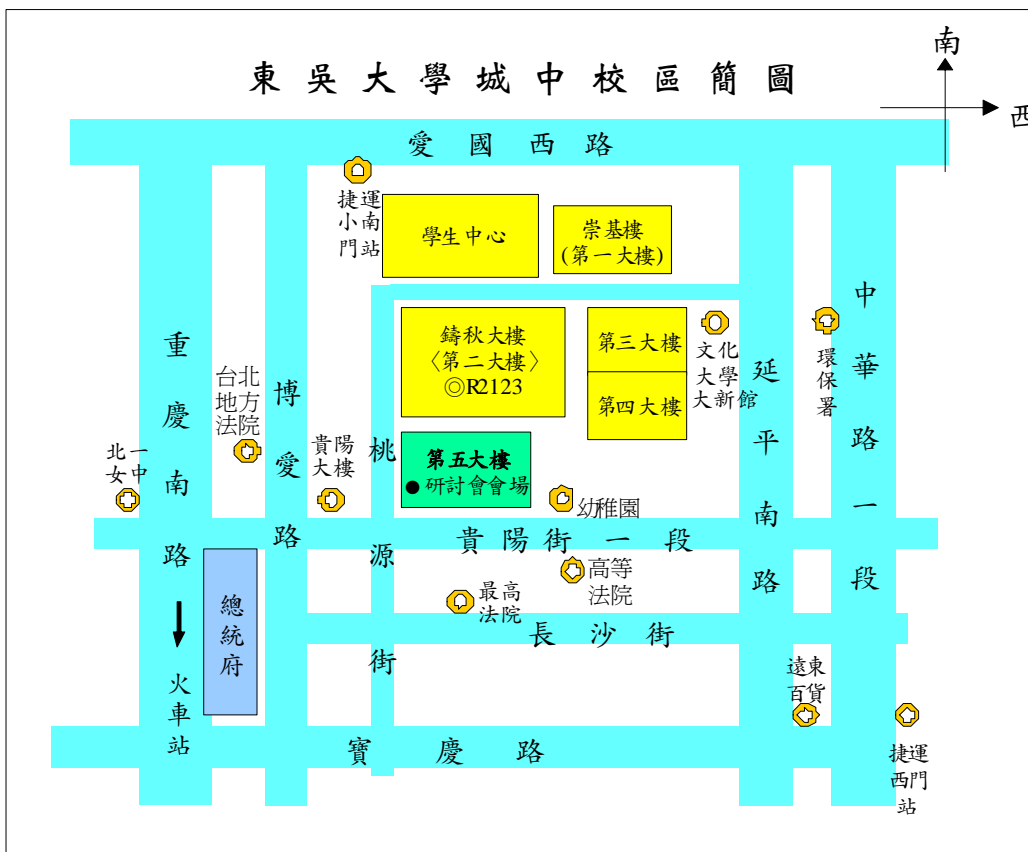 南
東吳大學城中校區簡圖
西
愛國西路
捷運
小南
門站
學生中心
崇基樓
(第一大樓)
重慶南路
火車站
台北
地方
法院
北一
女中
博愛路
貴陽
大樓
桃源街
鑄秋大樓
〈第二大樓〉
◎R2123
第三大樓
第四大樓
文化
大學
大新館
延平南路
環保署
中華路一段
第五大樓
●研討會會場
幼稚園
貴陽街一段
總統府
最高
法院
高等
法院
長沙街
遠東
百貨
寶慶路
捷運
西門
站